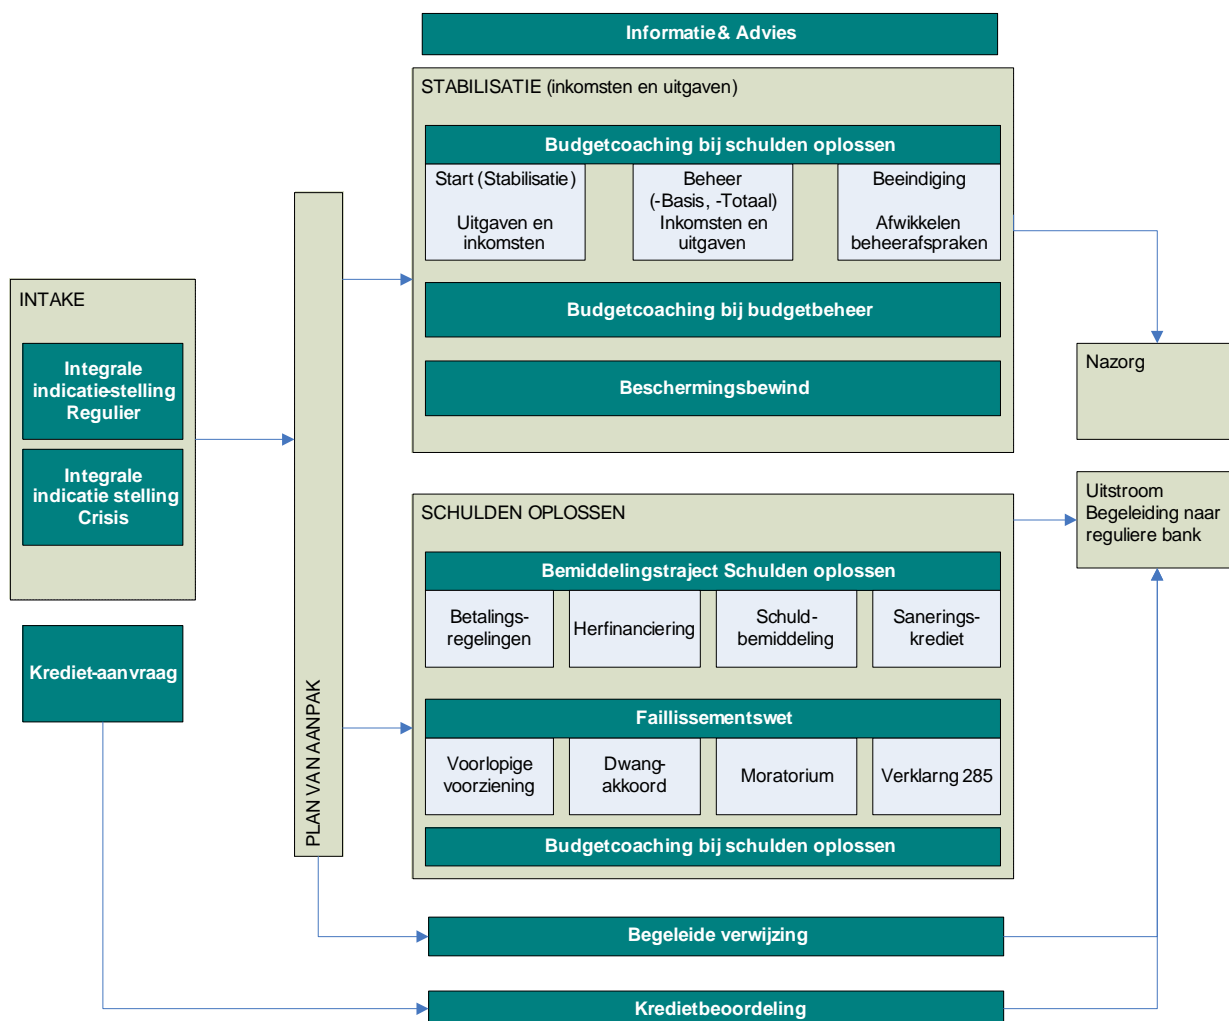 Informatie & Advies
STABILISATIE (inkomsten en uitgaven)
Budgetcoaching bij schulden oplossen
Start (Stabilisatie)
Uitgaven en
inkomsten
Beheer
(-Basis, -Totaal)
Inkomsten en
uitgaven
Beeindiging
Afwikkelen
beheerafspraken
Budgetcoaching bij budgetbeheer
Beschermingsbewind
INTAKE
Integrale
indicatie-stelling
Regulier
Integrale
indicatie stelling
Crisis
Krediet-aanvraag
PLAN VAN AANPAK
Nazorg
Uitstroom
Begeleiding naar
reguliere bank
SCHULDEN OPLOSSEN
Bemiddelingstraject Schulden oplossen
Betalings-
regelingen
Herfinanciering
Schuld-
bemiddeling
Sanerings-
krediet
Faillissementswet
Voorlopige
voorziening
Dwang-
akkoord
Moratorium
Verklarng 285
Budgetcoaching bij schulden oplossen
Begeleide verwijzing
Kredietbeoordeling